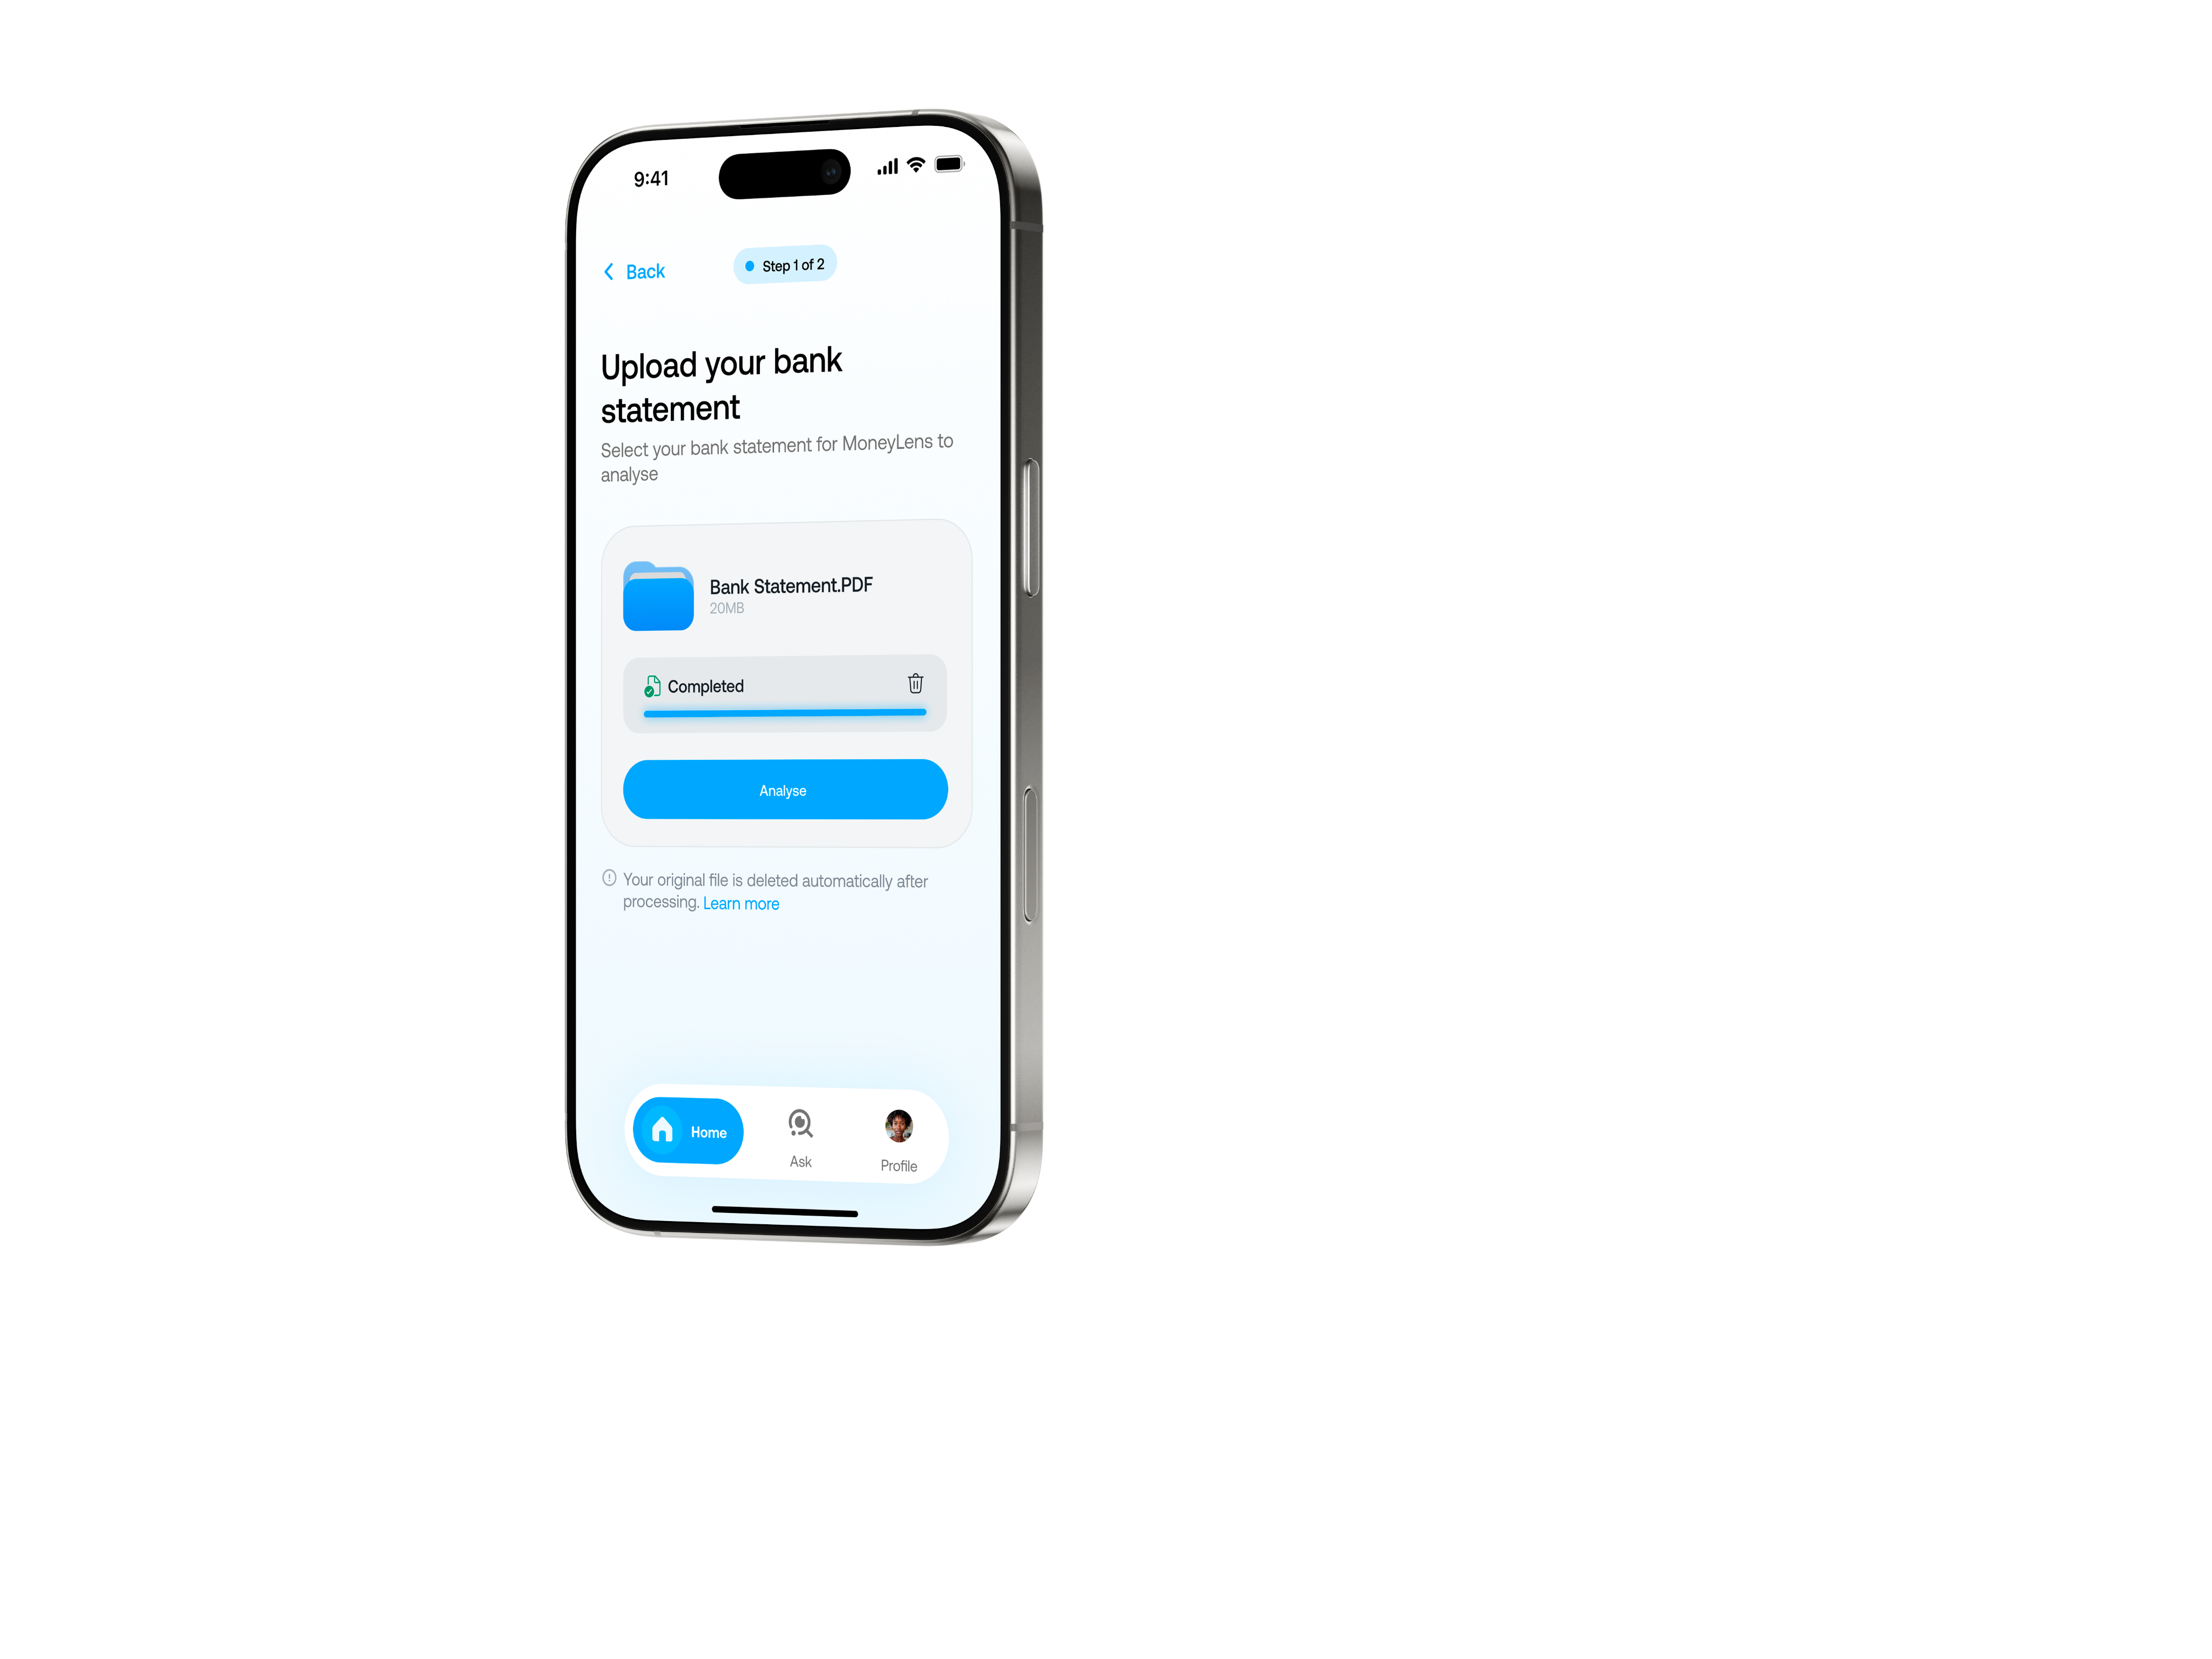 9:41
Back
Step 1 of 2
Upload your bank
statement
Select your bank statement for MoneyLens to
analyse
Bank Statement.PDF
20MB
Completed
Analyse
Your original file is deleted automatically after
processing. Learn more
Home
Ask
Profile